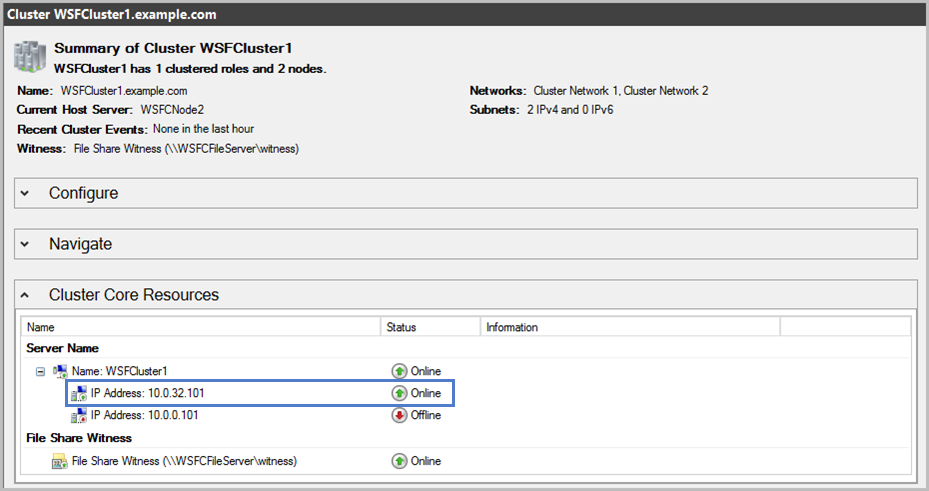 Cluster WSFCluster1.example.com
Summary of Cluster WSFCluster1
WSFCluster1 has 1 clustered roles and 2 nodes.
Name: WSFCluster1.example.com Networks: Cluster Network 1, Cluster Network 2
Current Host Server: WSFCNode2 Subnets: 2 IPv4 and 0 IPv6
Recent Cluster Events: None in the last hour
Witness: File Share Witness (\\WSFCFileServer\witness)
Configure
Navigate
Cluster Core Resources
Name Status Information
Server Name
Name: WSFCluster1 Online
IP Address: 10.0.32.101 Online
IP Address: 10.0.0.101 Offline
File Share Witness
File Share Witness (\\WSFCFileServer\witness) Online